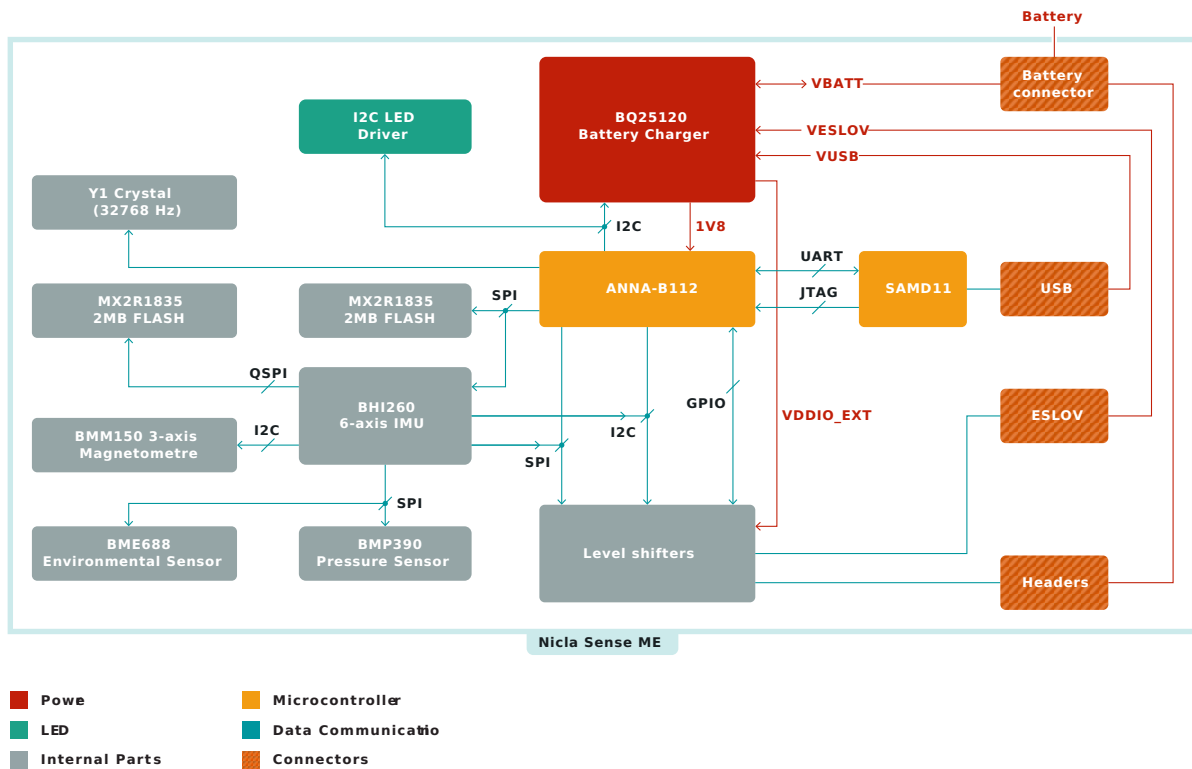 Battery
Battery
connector
BQ25120
Battery Charger
VBATT
VESLOV
VUSB
I2C LED
Driver
Y1 Crystal
(32768 Hz)
I2C
1V8
ANNA-B112
UART
JTAG
SAMD11
USB
MX2R1835
2MB FLASH
MX2R1835
2MB FLASH
SPI
QSPI
BHI260
6-axis IMU
GPIO
VDDIO_EXT
ESLOV
BMM150 3-axis
Magnetometre
I2C
I2C
SPI
SPI
BME688
Environmental Sensor
BMP390
Pressure Sensor
Level shifters
Headers
Nicla Sense ME
Power
Microcontroller
LED
Data Communication
Internal Parts
Connectors